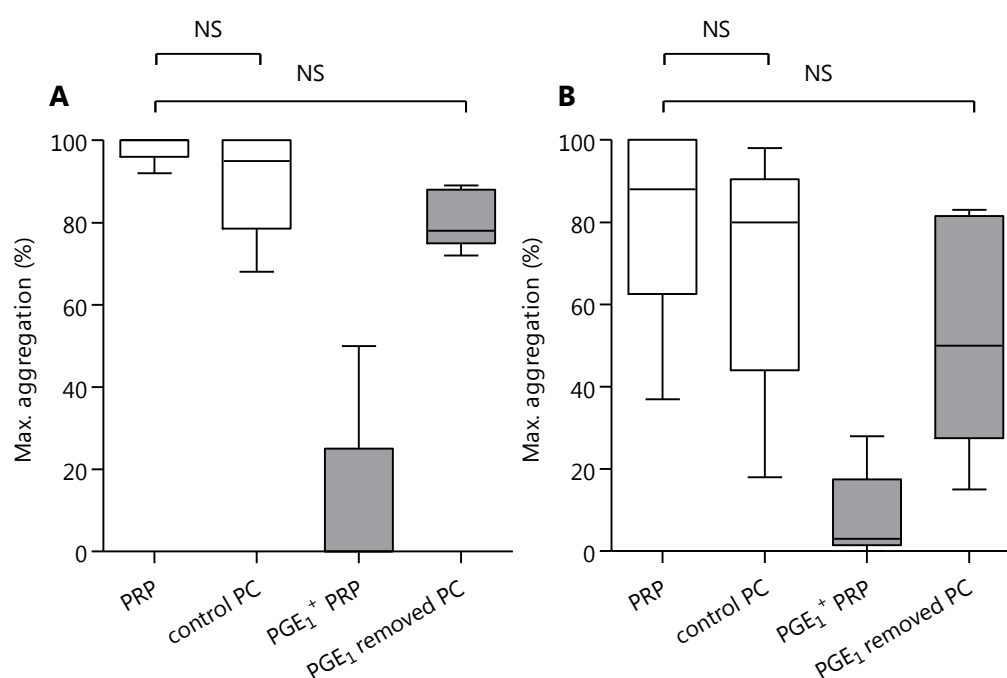 NS
NS
A
100
80
60
40
20
0
Max. aggregation (%)
PRP
control PC
PGE₁⁺ PRP
PGE₁ removed PC
NS
NS
B
100
80
60
40
20
0
Max. aggregation (%)
PRP
control PC
PGE₁⁺ PRP
PGE₁ removed PC